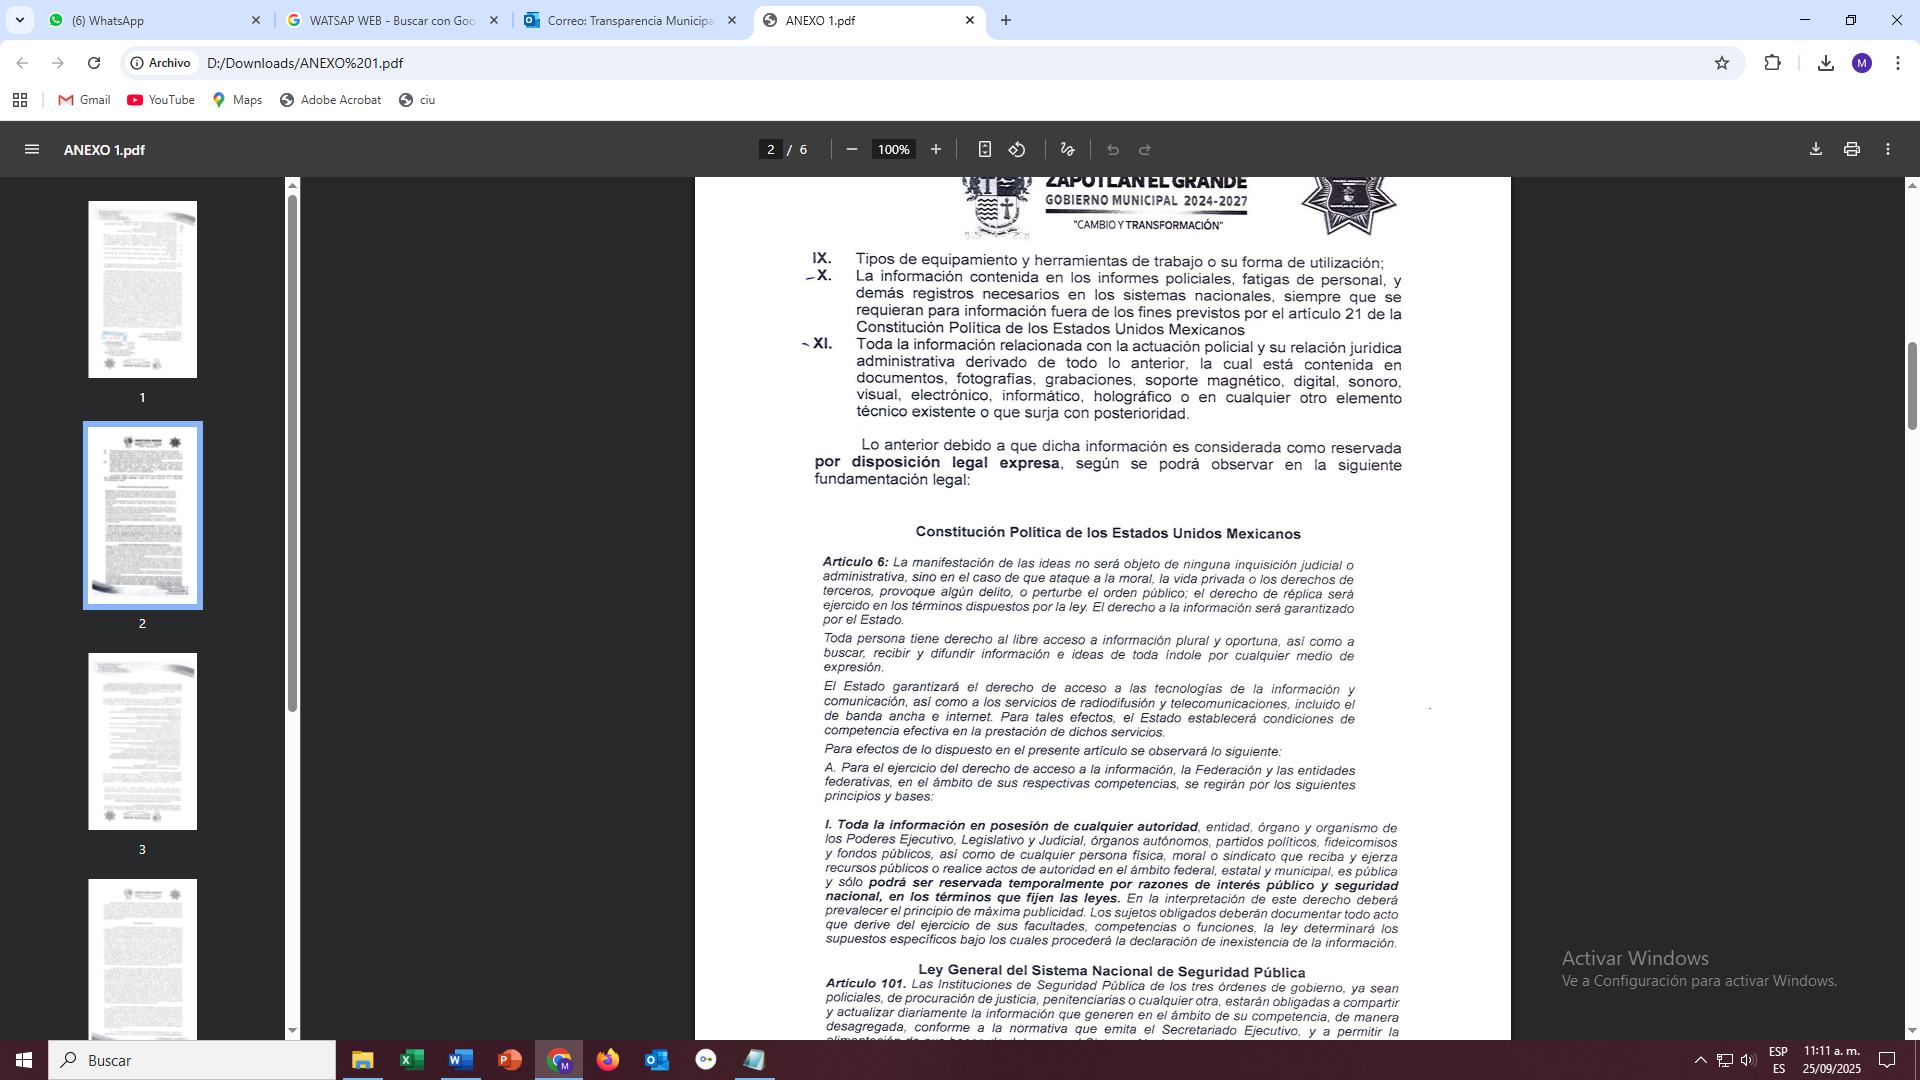 (6) WhatsApp
WATSAP WEB - Buscar con Goo
Correo: Transparencia Municipa
ANEXO 1.pdf
Archivo
D:/Downloads/ANEXO%201.pdf
M
Gmail
YouTube
Maps
Adobe Acrobat
ciu
ANEXO 1.pdf
2 / 6
100%
1
2
3
ZAPOTLAN EL GRANDE
GOBIERNO MUNICIPAL 2024-2027
"CAMBIO Y TRANSFORMACIÓN"
IX. Tipos de equipamiento y herramientas de trabajo o su forma de utilización;
X. La información contenida en los informes policiales, fatigas de personal, y
demás registros necesarios en los sistemas nacionales, siempre que se
requieran para información fuera de los fines previstos por el artículo 21 de la
Constitución Política de los Estados Unidos Mexicanos
XI. Toda la información relacionada con la actuación policial y su relación jurídica
administrativa derivado de todo lo anterior, la cual está contenida en
documentos, fotografías, grabaciones, soporte magnético, digital, sonoro,
visual, electrónico, informático, holográfico o en cualquier otro elemento
técnico existente o que surja con posterioridad.
Lo anterior debido a que dicha información es considerada como reservada
por disposición legal expresa, según se podrá observar en la siguiente
fundamentación legal:
Constitución Política de los Estados Unidos Mexicanos
Artículo 6: La manifestación de las ideas no será objeto de ninguna inquisición judicial o
administrativa, sino en el caso de que ataque a la moral, la vida privada o los derechos de
terceros, provoque algún delito, o perturbe el orden público; el derecho de réplica será
ejercido en los términos dispuestos por la ley. El derecho a la información será garantizado
por el Estado.
Toda persona tiene derecho al libre acceso a información plural y oportuna, así como a
buscar, recibir y difundir información e ideas de toda índole por cualquier medio de
expresión.
El Estado garantizará el derecho de acceso a las tecnologías de la información y
comunicación, así como a los servicios de radiodifusión y telecomunicaciones, incluido el
de banda ancha e internet. Para tales efectos, el Estado establecerá condiciones de
competencia efectiva en la prestación de dichos servicios.
Para efectos de lo dispuesto en el presente artículo se observará lo siguiente:
A. Para el ejercicio del derecho de acceso a la información, la Federación y las entidades
federativas, en el ámbito de sus respectivas competencias, se regirán por los siguientes
principios y bases:
I. Toda la información en posesión de cualquier autoridad, entidad, órgano y organismo de
los Poderes Ejecutivo, Legislativo y Judicial, órganos autónomos, partidos políticos, fideicomisos
y fondos públicos, así como de cualquier persona física, moral o sindicato que reciba y ejerza
recursos públicos o realice actos de autoridad en el ámbito federal, estatal y municipal, es pública
y sólo podrá ser reservada temporalmente por razones de interés público y seguridad
nacional, en los términos que fijen las leyes. En la interpretación de este derecho deberá
prevalecer el principio de máxima publicidad. Los sujetos obligados deberán documentar todo acto
que derive del ejercicio de sus facultades, competencias o funciones, la ley determinará los
supuestos específicos bajo los cuales procederá la declaración de inexistencia de la información.
Ley General del Sistema Nacional de Seguridad Pública
Artículo 101. Las Instituciones de Seguridad Pública de los tres órdenes de gobierno, ya sean
policiales, de procuración de justicia, penitenciarias o cualquier otra, estarán obligadas a compartir
y actualizar diariamente la información que generen en el ámbito de su competencia, de manera
desagregada, conforme a la normativa que emita el Secretariado Ejecutivo, y a permitir la
Activar Windows
Ve a Configuración para activar Windows.
Buscar
ESP
ES
11:11 a. m.
25/09/2025